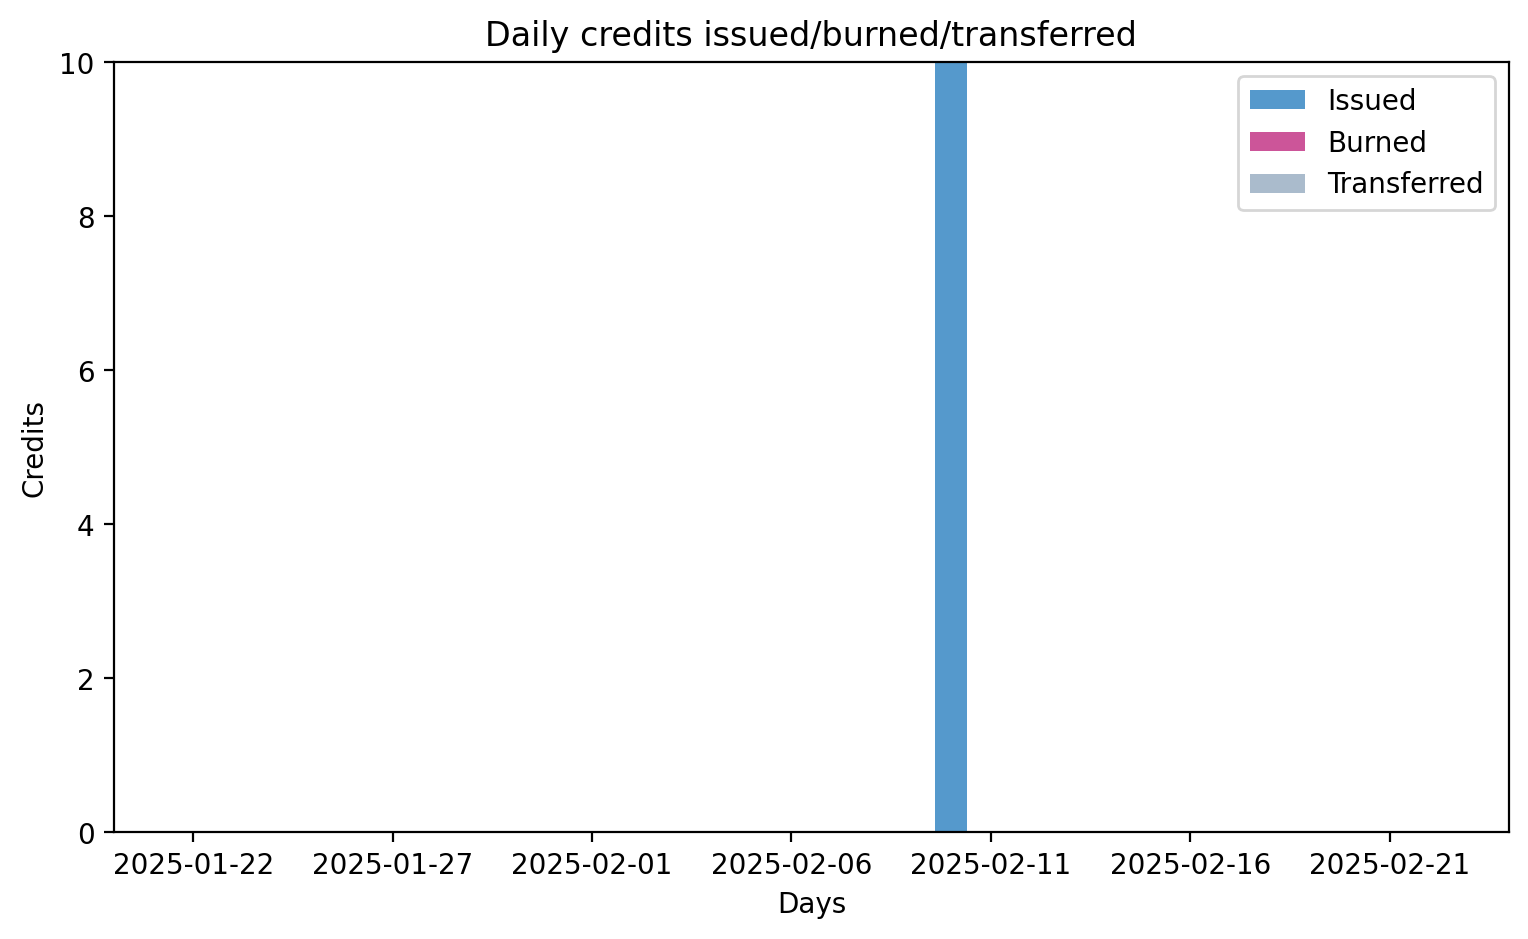 Daily credits issued/burned/transferred
10
8
6
4
2
0
Credits
Issued
Burned
Transferred
2025-01-22 2025-01-27 2025-02-01 2025-02-06 2025-02-11 2025-02-16 2025-02-21
Days